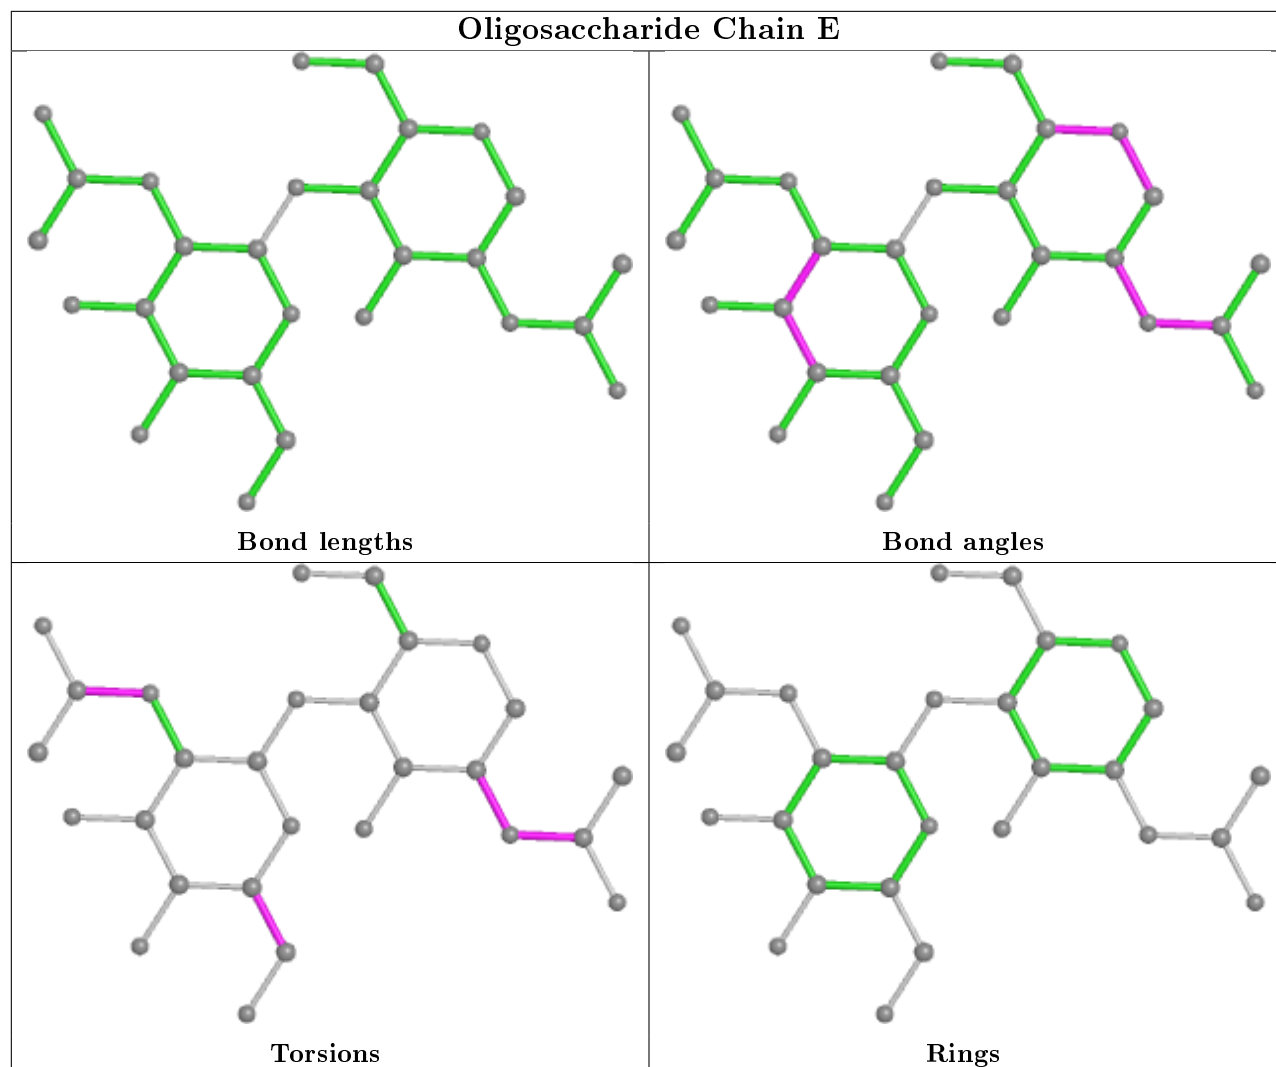 Oligosaccharide Chain E
Bond lengths
Bond angles
Torsions
Rings